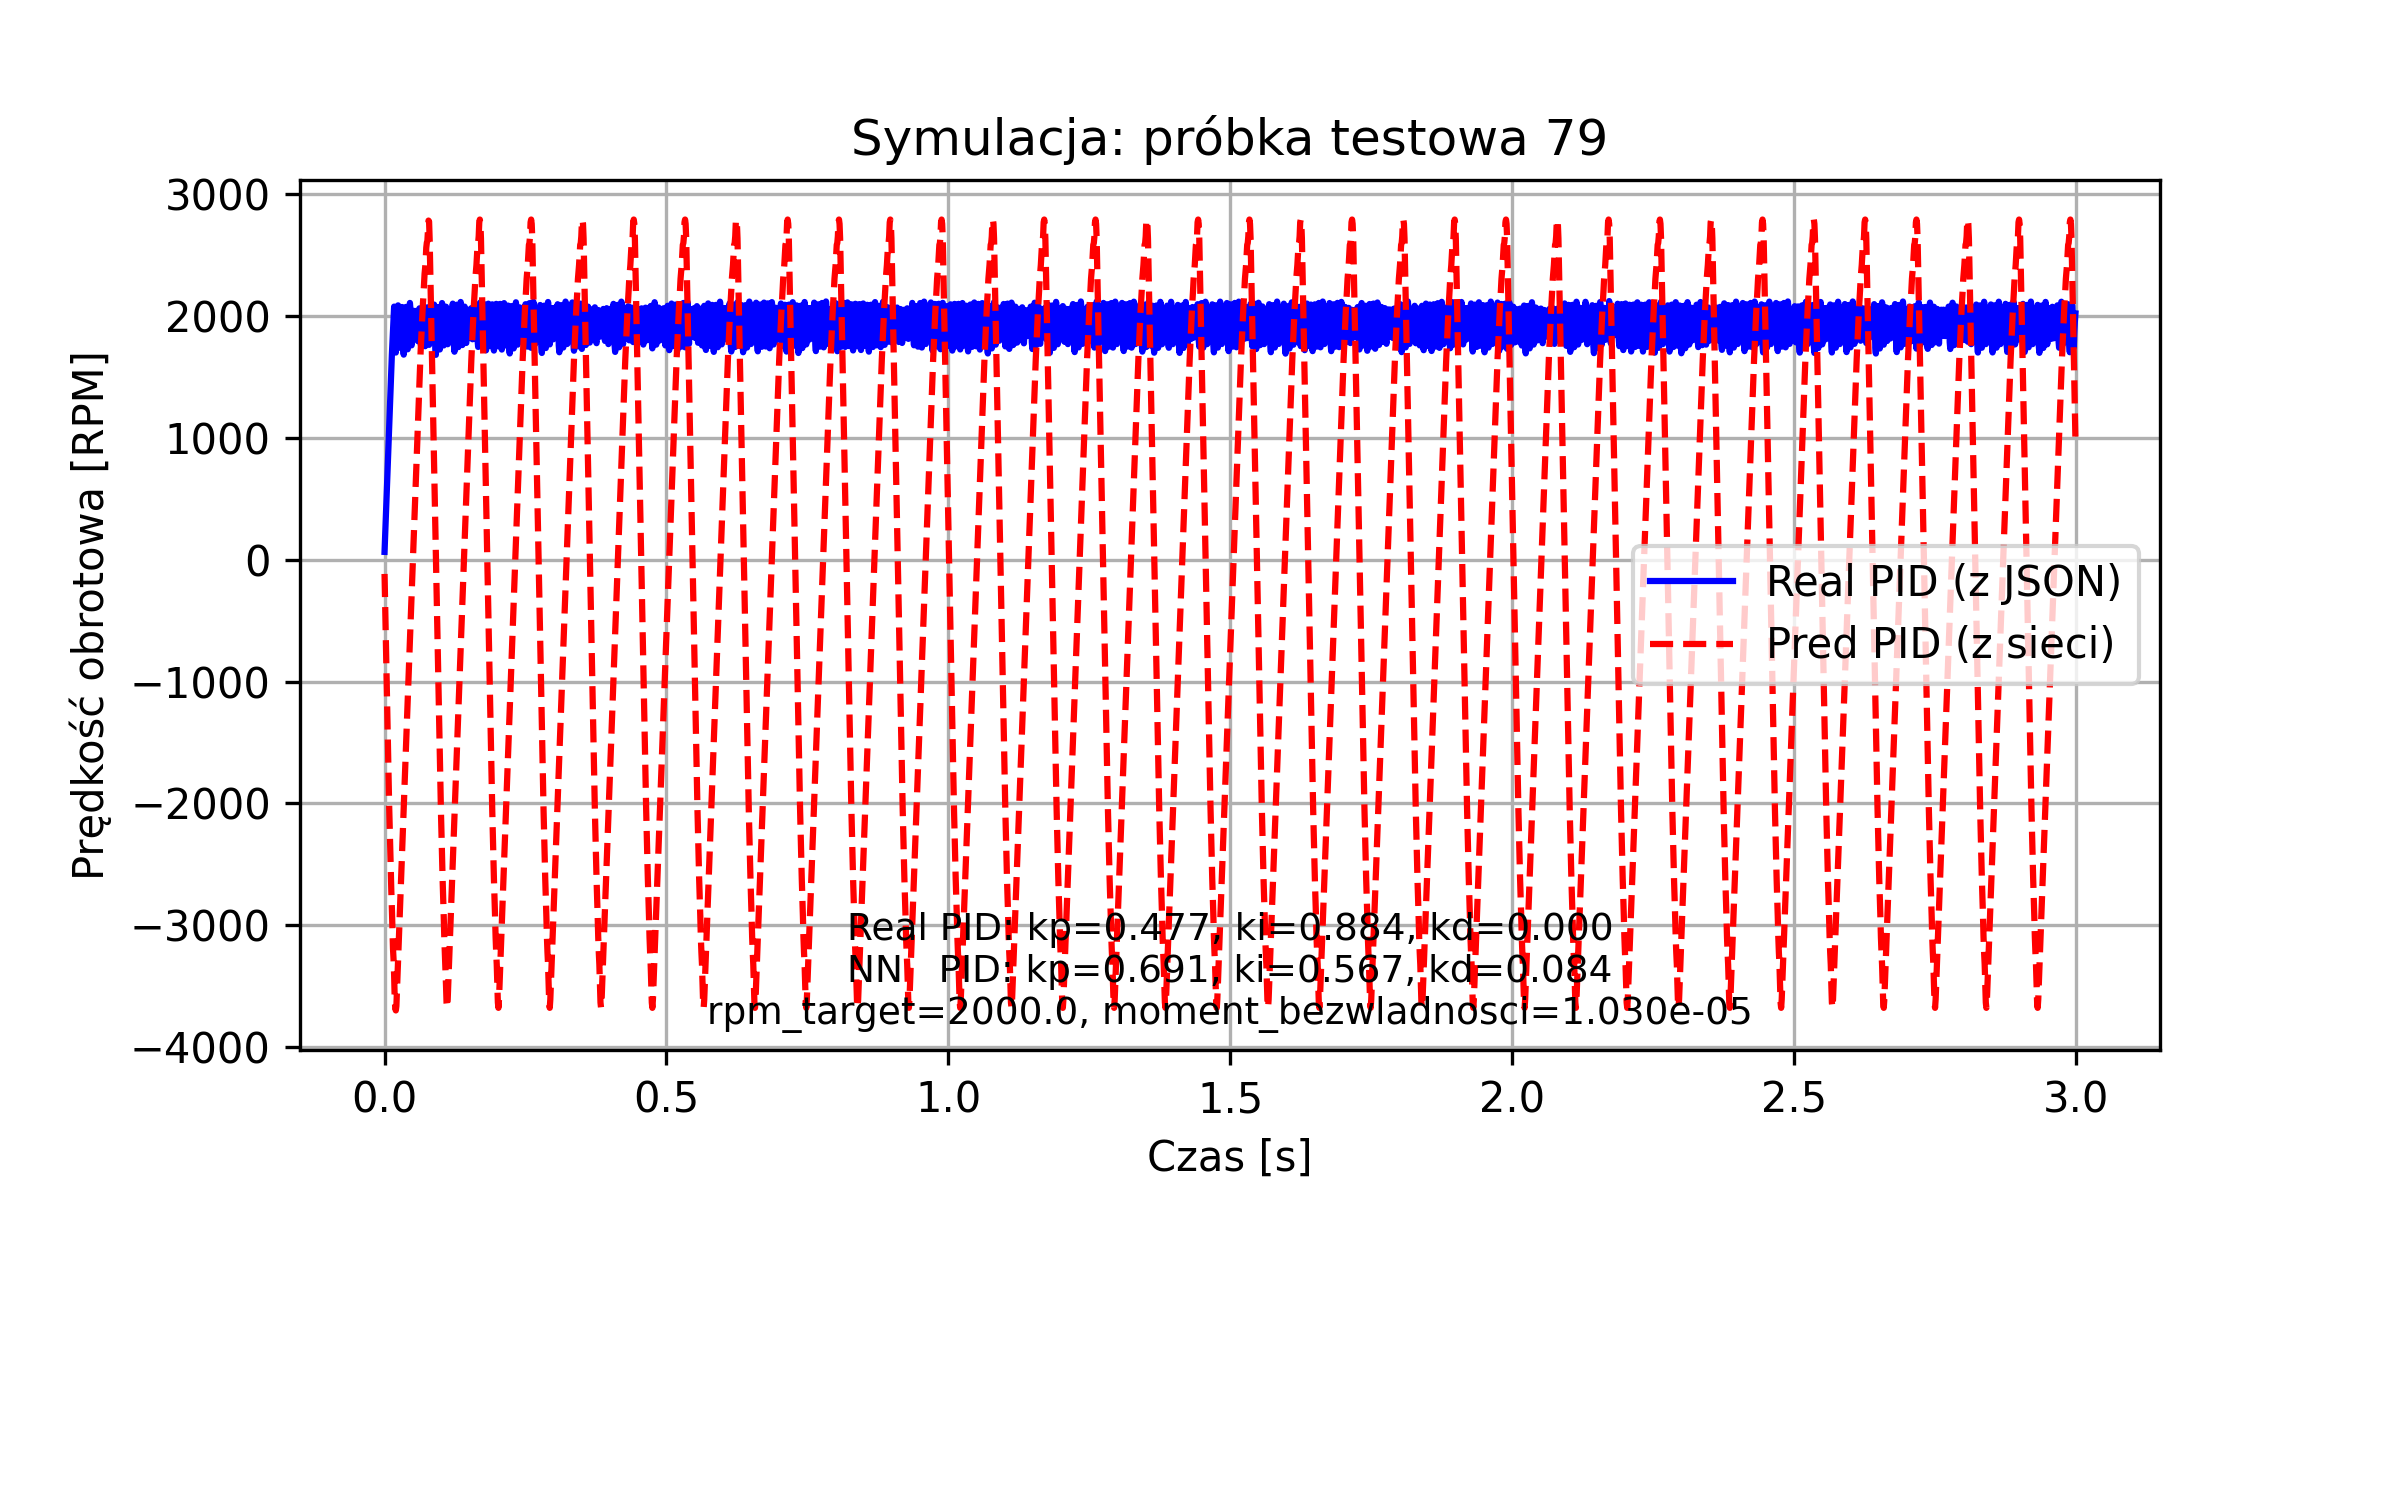 Symulacja: próbka testowa 79
Prędkość obrotowa [RPM]
3000
2000
1000
0
−1000
−2000
−3000
−4000
Real PID (z JSON)
Pred PID (z sieci)
Real PID: kp=0.477, ki=0.884, kd=0.000
NN   PID: kp=0.691, ki=0.567, kd=0.084
rpm_target=2000.0, moment_bezwladnosci=1.030e-05
0.0 0.5 1.0 1.5 2.0 2.5 3.0
Czas [s]